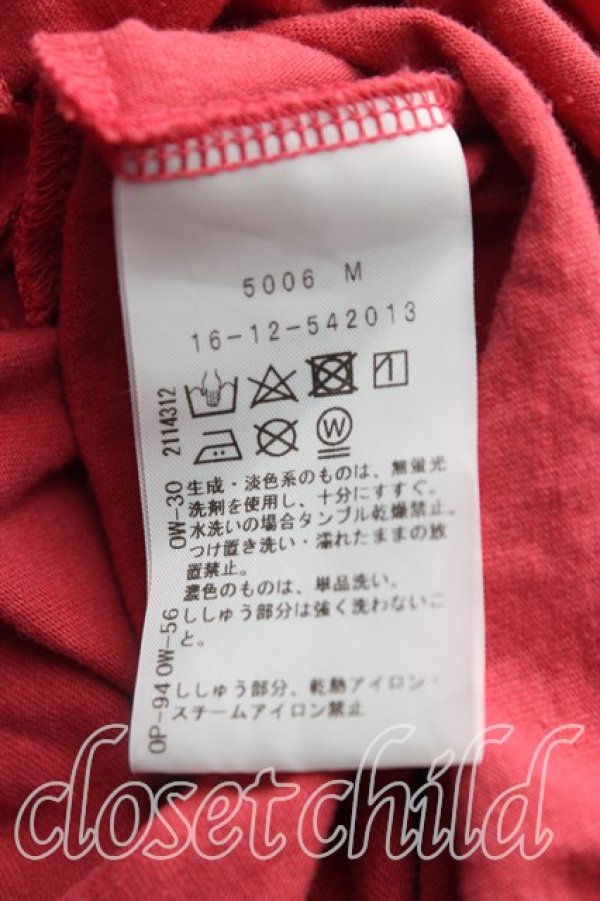 5006 M
16-12-542013
W
生成・淡色系のものは、無蛍光
洗剤を使用し、十分にすすぐ。
水洗いの場合タンブル乾燥禁止。
つけ置き洗い・濡れたままの放
置禁止。
濃色のものは、単品洗い。
ししゅう部分は強く洗わないこ
と。
ししゅう部分、乾熱アイロン・
スチームアイロン禁止
OP-94 OW-56 OW-30 2114312
closetchild